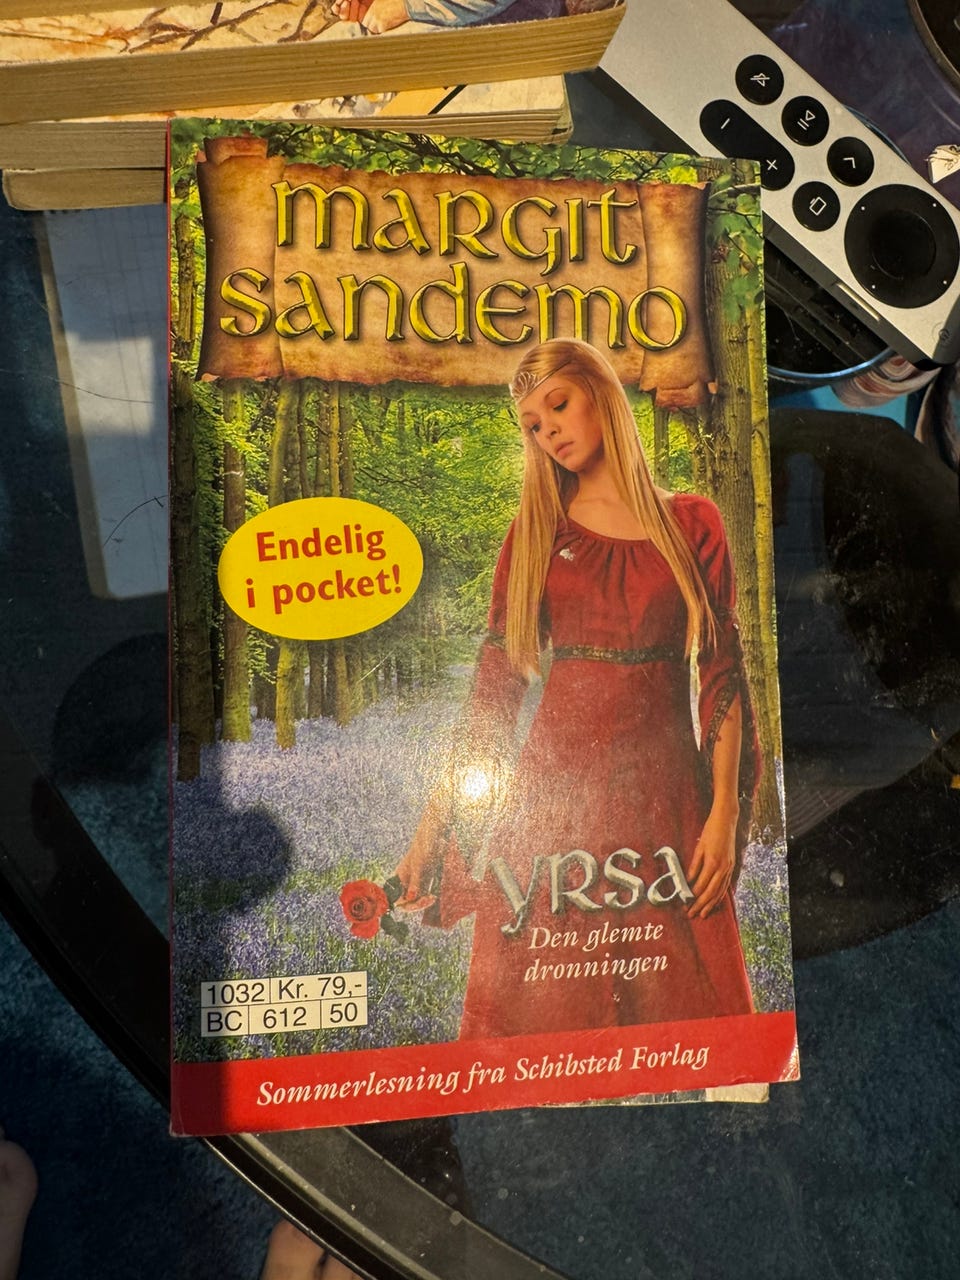 MARGIT
SANDEMO
Endelig
i pocket!
YRSA
Den glemte
dronningen
1032 Kr. 79,-
BC 612 50
Sommerlesning fra Schibsted Forlag